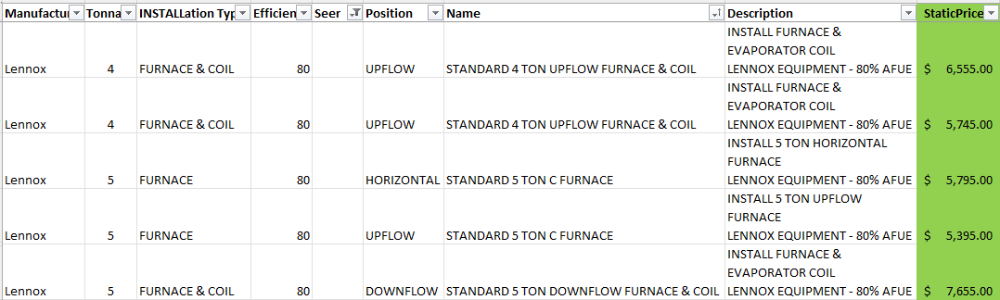 Manufactur Tonna INSTALLation Typ Efficien Seer Position Name Description StaticPrice
INSTALL FURNACE &
EVAPORATOR COIL
Lennox 4 FURNACE & COIL 80 UPFLOW STANDARD 4 TON UPFLOW FURNACE & COIL LENNOX EQUIPMENT - 80% AFUE $ 6,555.00
INSTALL FURNACE &
EVAPORATOR COIL
Lennox 4 FURNACE & COIL 80 UPFLOW STANDARD 4 TON UPFLOW FURNACE & COIL LENNOX EQUIPMENT - 80% AFUE $ 5,745.00
INSTALL 5 TON HORIZONTAL
FURNACE
Lennox 5 FURNACE 80 HORIZONTAL STANDARD 5 TON C FURNACE LENNOX EQUIPMENT - 80% AFUE $ 5,795.00
INSTALL 5 TON UPFLOW
FURNACE
Lennox 5 FURNACE 80 UPFLOW STANDARD 5 TON C FURNACE LENNOX EQUIPMENT - 80% AFUE $ 5,395.00
INSTALL FURNACE &
EVAPORATOR COIL
Lennox 5 FURNACE & COIL 80 DOWNFLOW STANDARD 5 TON DOWNFLOW FURNACE & COIL LENNOX EQUIPMENT - 80% AFUE $ 7,655.00